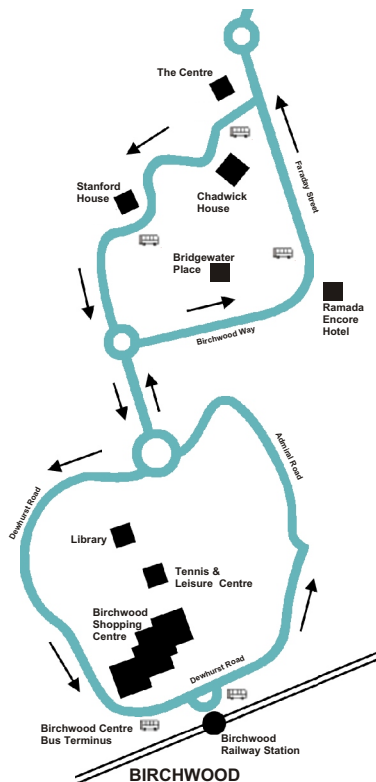 The Centre
Faraday Street
Chadwick
House
Stanford
House
Bridgewater
Place
Ramada
Encore
Hotel
Birchwood Way
Admiral Road
Dewhurst Road
Library
Tennis &
Leisure Centre
Birchwood
Shopping
Centre
Dewhurst Road
Birchwood Centre
Bus Terminus
Birchwood
Railway Station
BIRCHWOOD